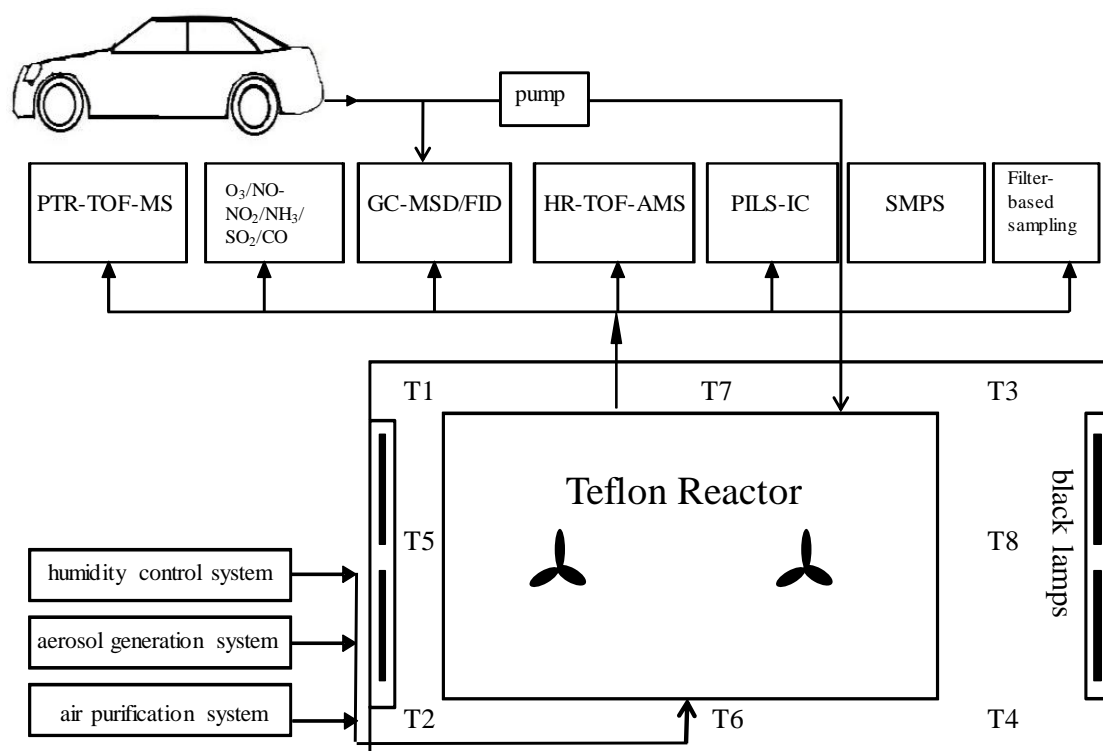 pump
PTR-TOF-MS
O₃/NO-
NO₂/NH₃/
SO₂/CO
GC-MSD/FID
HR-TOF-AMS
PILS-IC
SMPS
Filter-
based
sampling
T1
T7
T3
Teflon Reactor
T5
T8
black lamps
humidity control system
aerosol generation system
air purification system
T2
T6
T4